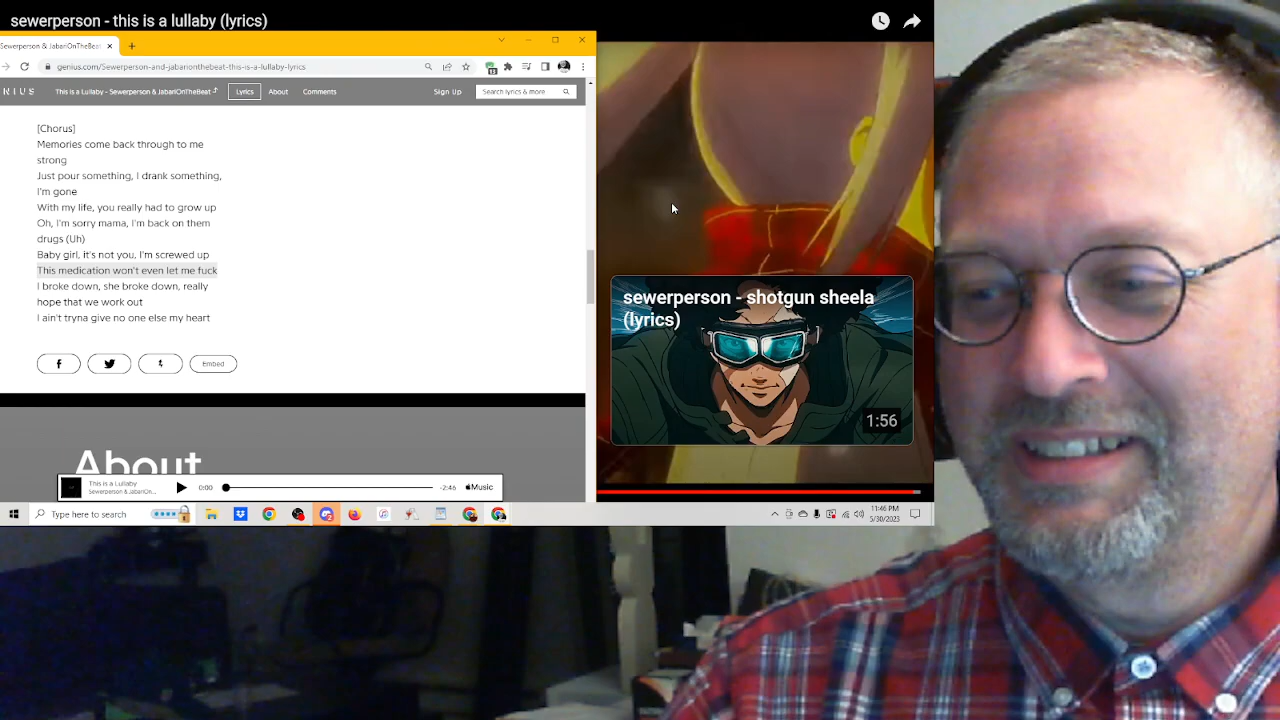 sewerperson - this is a lullaby (lyrics)
Sewerperson & JabariOnTheBeat
genius.com/Sewerperson-and-jabarionthebeat-this-is-a-lullaby-lyrics
NIUS
This is a Lullaby - Sewerperson & JabariOnTheBeat
Lyrics
About
Comments
Sign Up
Search lyrics & more
[Chorus]
Memories come back through to me
strong
Just pour something, I drank something,
I'm gone
With my life, you really had to grow up
Oh, I'm sorry mama, I'm back on them
drugs (Uh)
Baby girl, it's not you, I'm screwed up
This medication won't even let me fuck
I broke down, she broke down, really
hope that we work out
I ain't tryna give no one else my heart
Embed
About
This is a Lullaby
Sewerperson & JabariOn...
0:00
-2:46
Music
sewerperson - shotgun sheela
(lyrics)
1:56
Type here to search
11:46 PM
5/30/2023